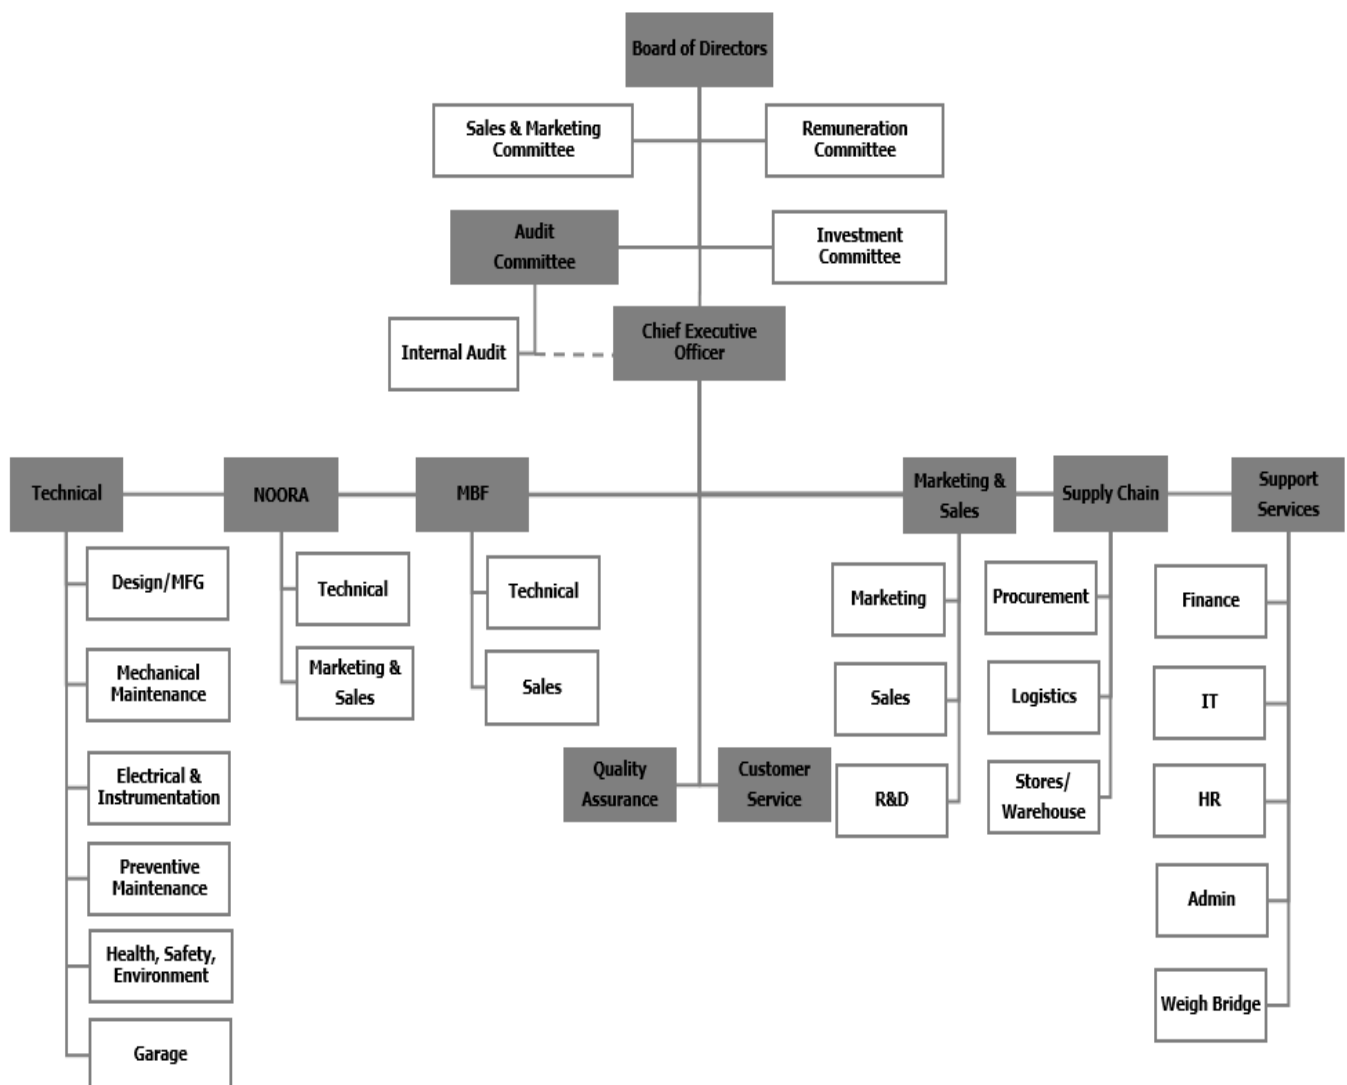 Board of Directors
Sales & Marketing
Committee
Remuneration
Committee
Audit
Committee
Investment
Committee
Internal Audit
Chief Executive
Officer
Technical
NOORA
MBF
Marketing &
Sales
Supply Chain
Support
Services
Design/MFG
Mechanical
Maintenance
Electrical &
Instrumentation
Preventive
Maintenance
Health, Safety,
Environment
Garage
Technical
Marketing &
Sales
Technical
Sales
Quality
Assurance
Customer
Service
Marketing
Sales
R&D
Procurement
Logistics
Stores/
Warehouse
Finance
IT
HR
Admin
Weigh Bridge